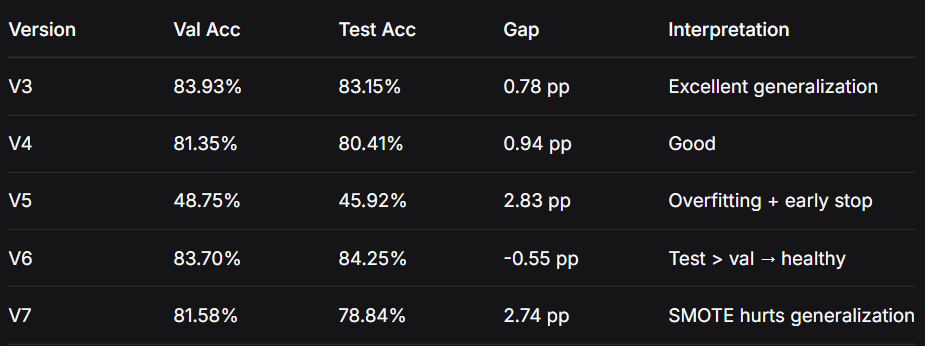 Version Val Acc Test Acc Gap Interpretation
V3 83.93% 83.15% 0.78 pp Excellent generalization
V4 81.35% 80.41% 0.94 pp Good
V5 48.75% 45.92% 2.83 pp Overfitting + early stop
V6 83.70% 84.25% -0.55 pp Test > val → healthy
V7 81.58% 78.84% 2.74 pp SMOTE hurts generalization